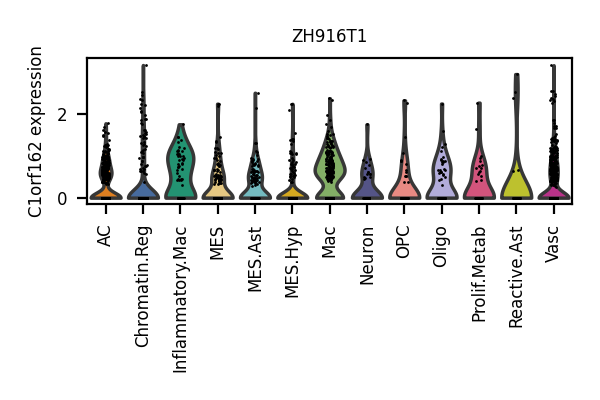 ZH916T1
C1orf162 expression
2
0
AC
Chromatin.Reg
Inflammatory.Mac
MES
MES.Ast
MES.Hyp
Mac
Neuron
OPC
Oligo
Prolif.Metab
Reactive.Ast
Vasc